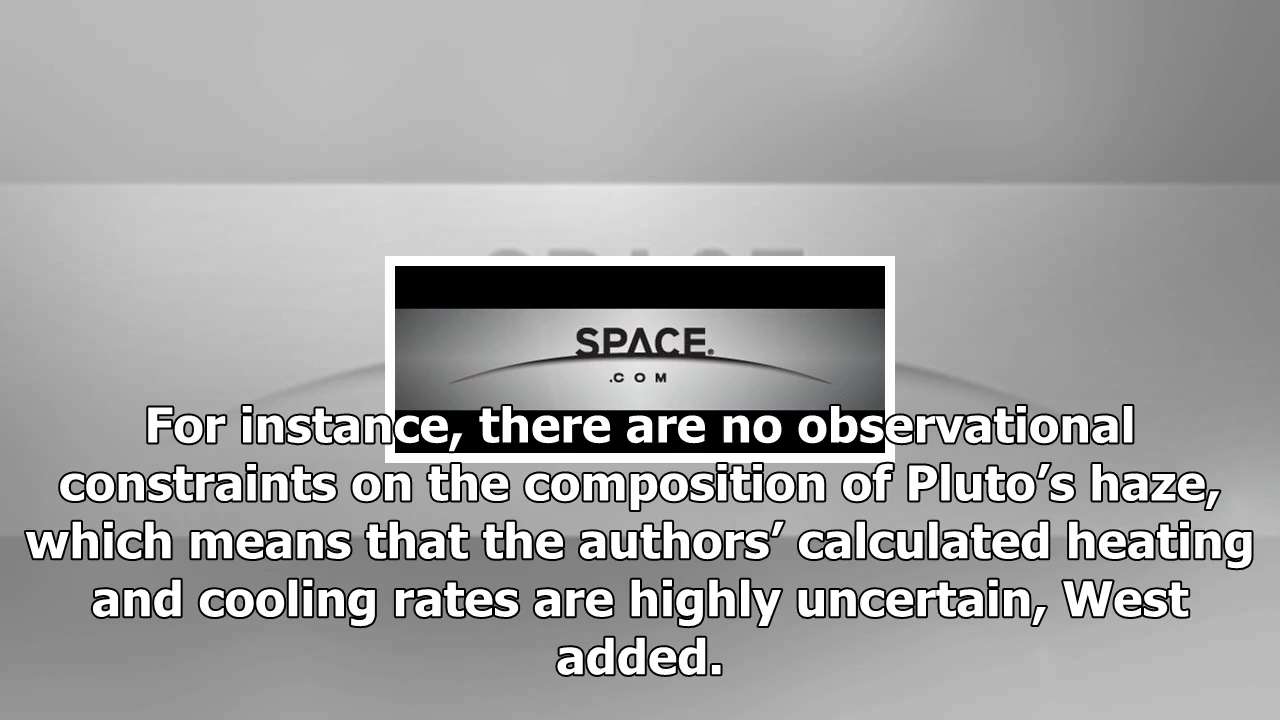 SPACE®
.COM
For instance, there are no observational
constraints on the composition of Pluto’s haze,
which means that the authors’ calculated heating
and cooling rates are highly uncertain, West
added.